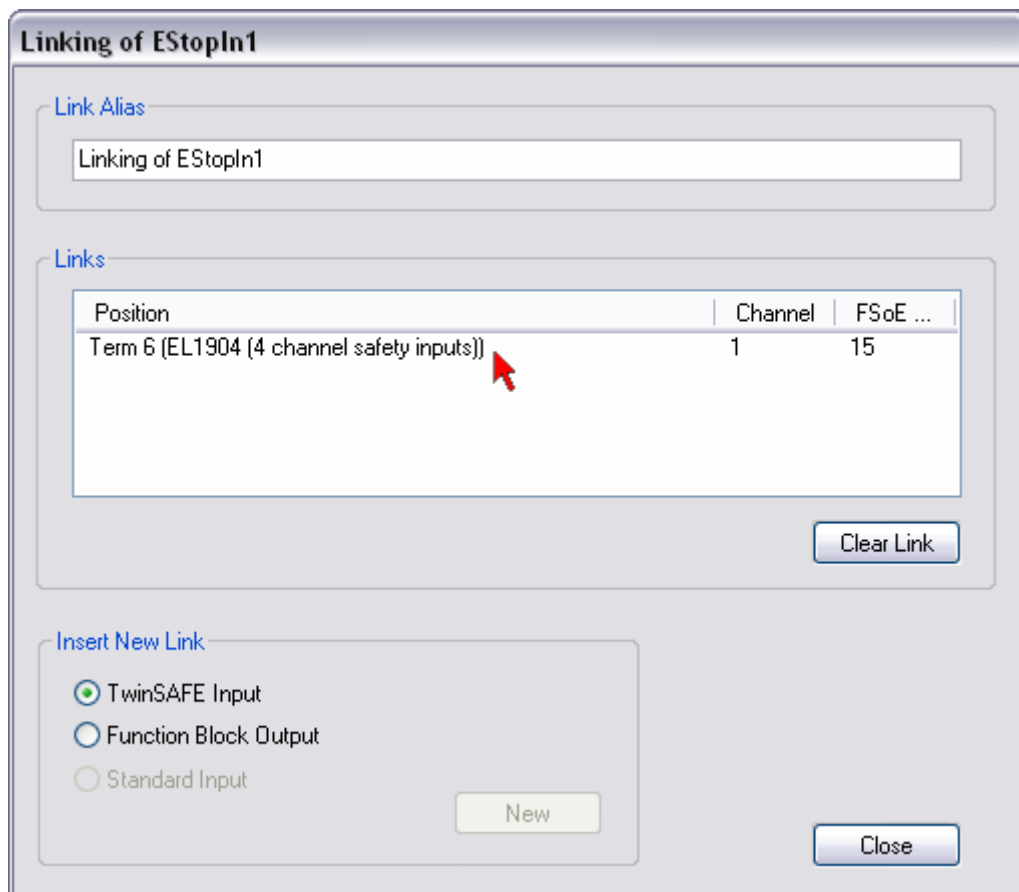 Linking of EStopIn1
Link Alias
Linking of EStopIn1
Links
Position Channel FSoE ...
Term 6 (EL1904 (4 channel safety inputs)) 1 15
Clear Link
Insert New Link
TwinSAFE Input
Function Block Output
Standard Input
New
Close